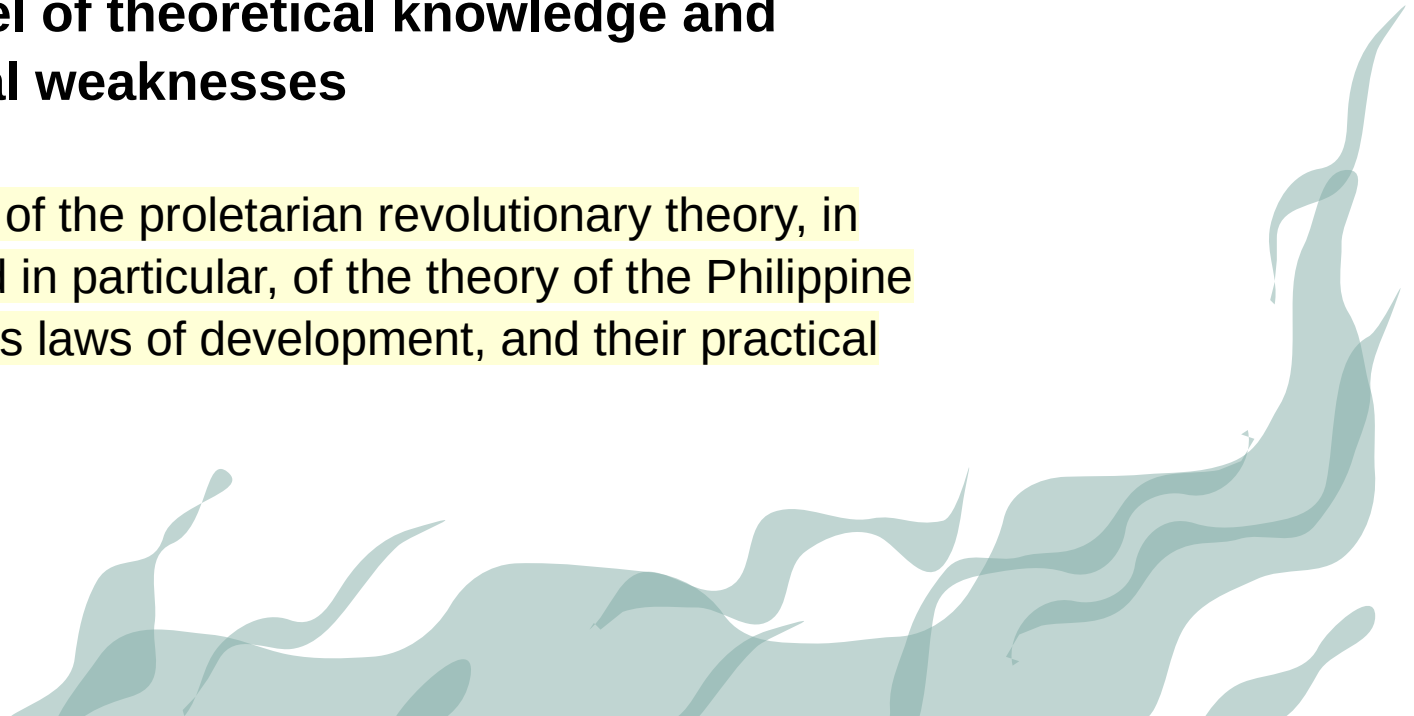 el of theoretical knowledge and
al weaknesses
of the proletarian revolutionary theory, in
d in particular, of the theory of the Philippine
s laws of development, and their practical